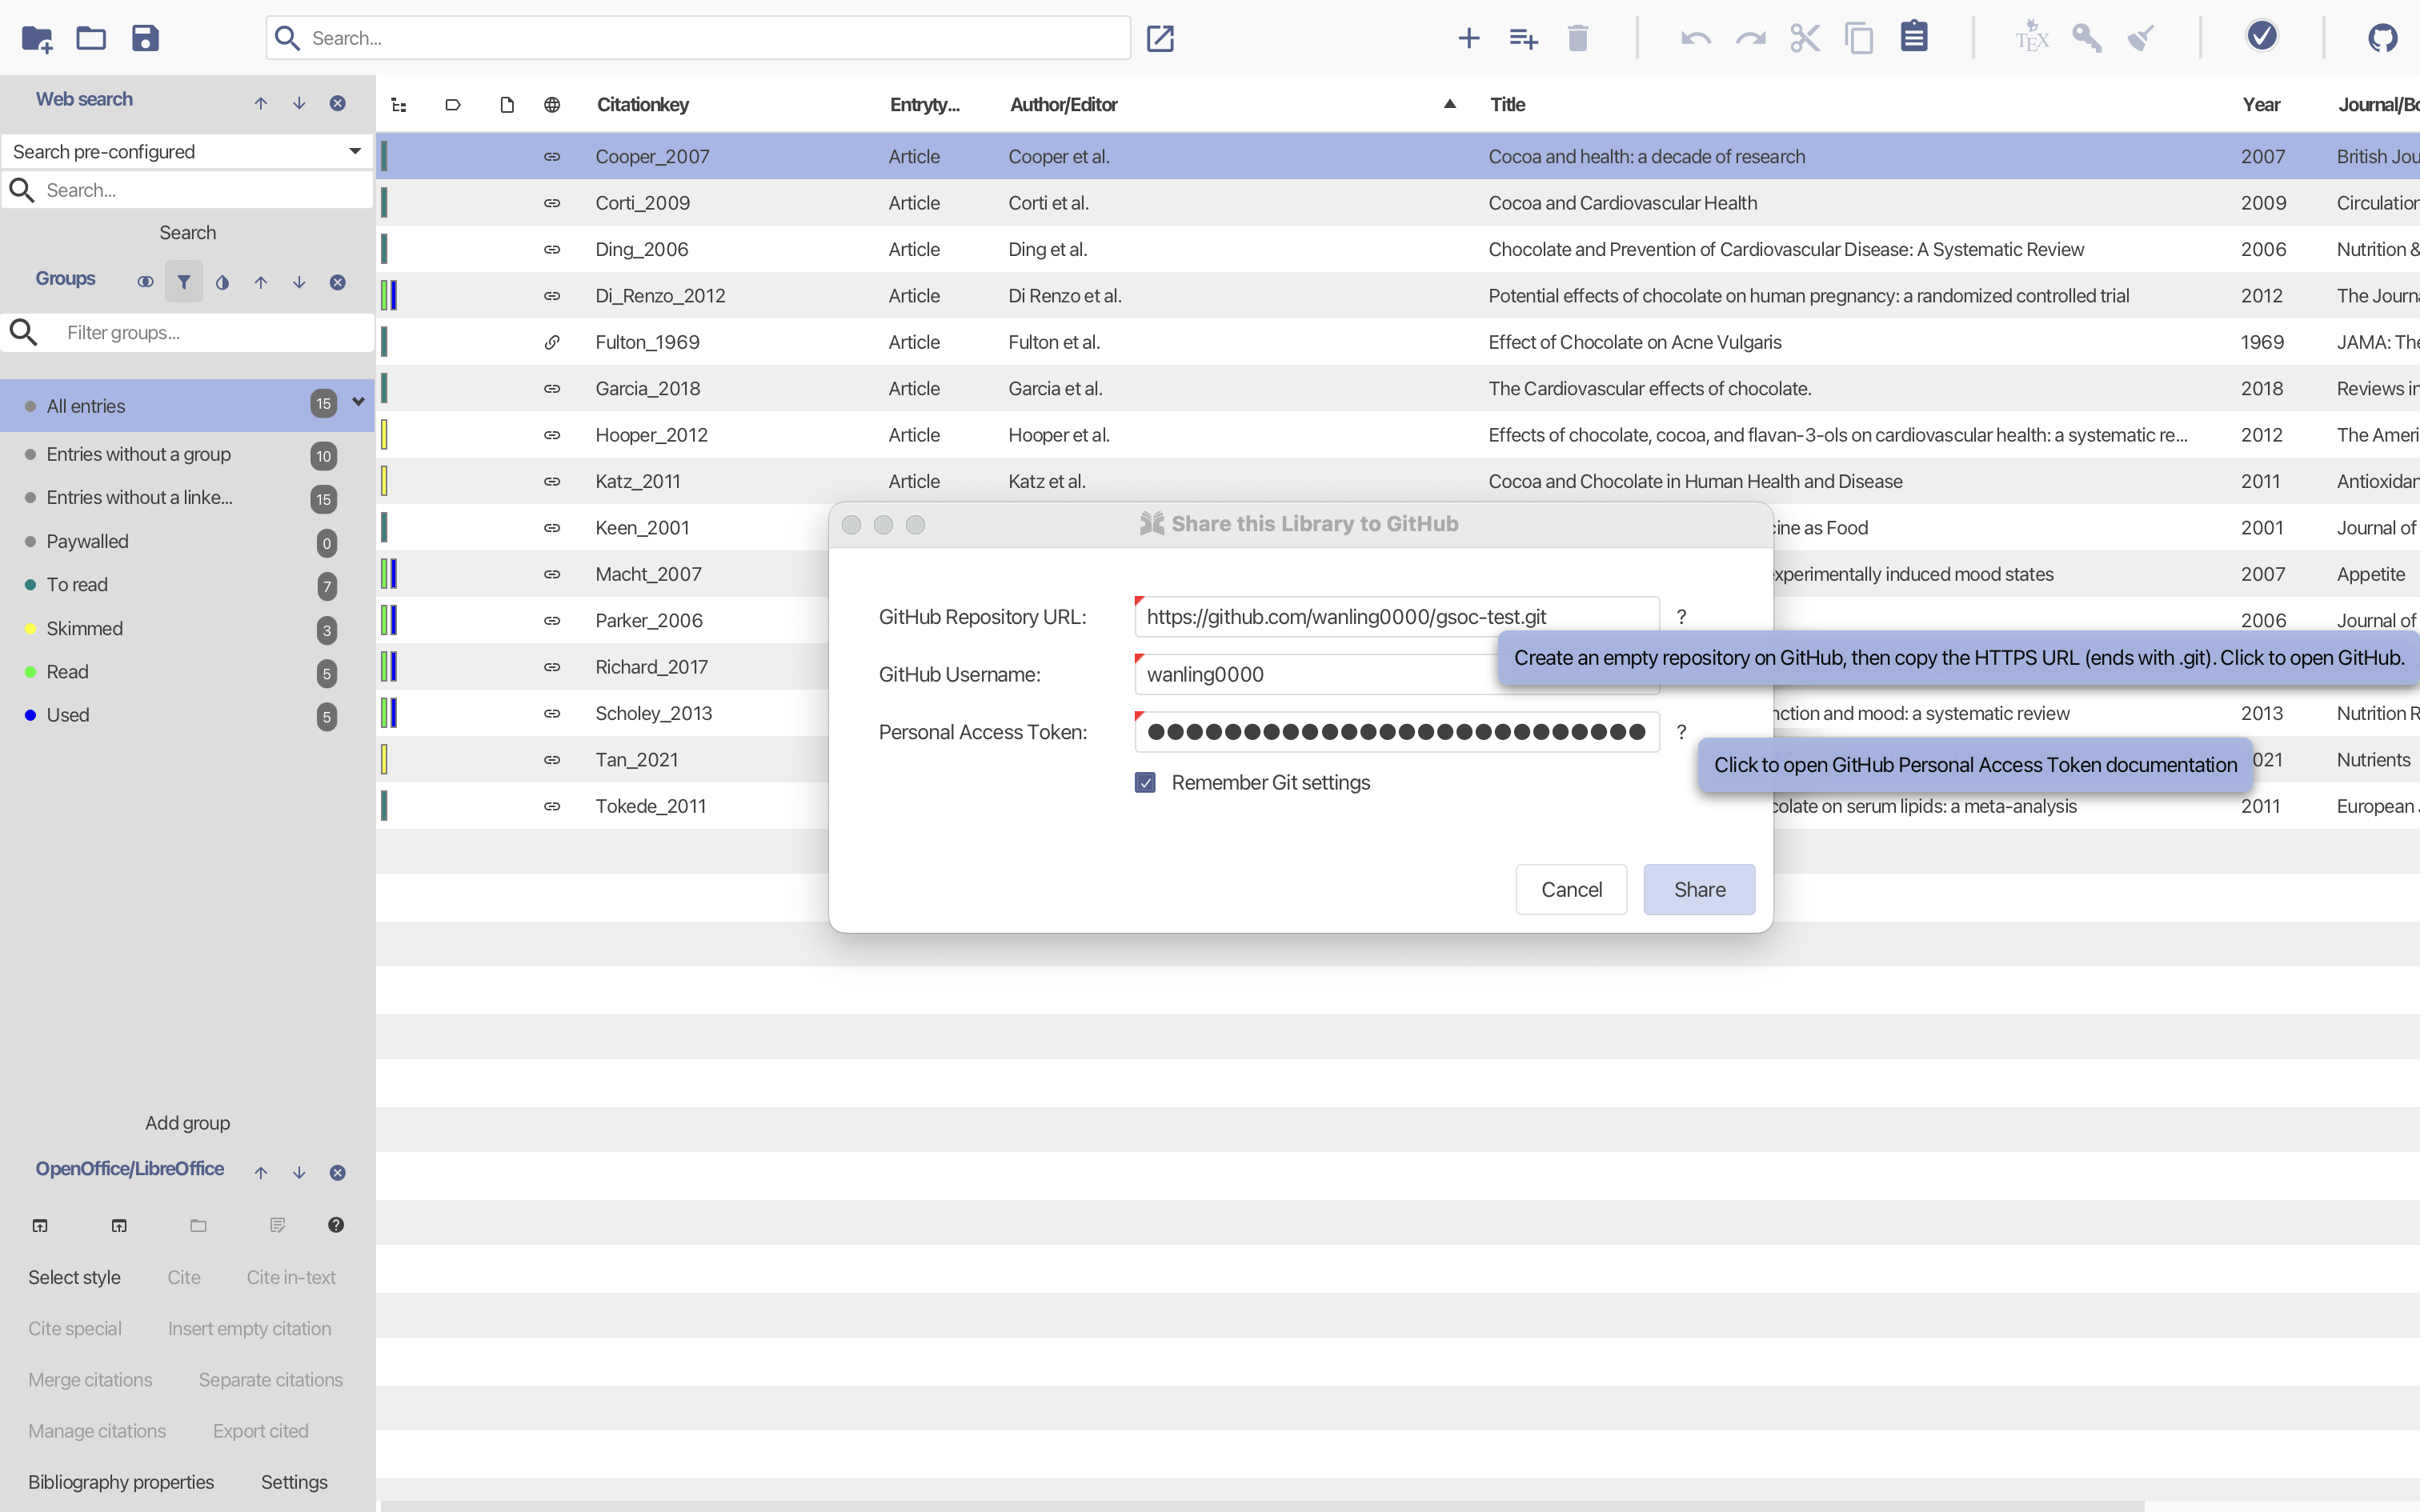 Search...
Web search
Search pre-configured
Search...
Search
Groups
Filter groups...
All entries 15
Entries without a group 10
Entries without a linke... 15
Paywalled 0
To read 7
Skimmed 3
Read 5
Used 5
Add group
OpenOffice/LibreOffice
Select style Cite Cite in-text
Cite special Insert empty citation
Merge citations Separate citations
Manage citations Export cited
Bibliography properties Settings
TEX
Citationkey Entryty... Author/Editor Title Year Journal/Bo
Cooper_2007 Article Cooper et al. Cocoa and health: a decade of research 2007 British Jou
Corti_2009 Article Corti et al. Cocoa and Cardiovascular Health 2009 Circulation
Ding_2006 Article Ding et al. Chocolate and Prevention of Cardiovascular Disease: A Systematic Review 2006 Nutrition &
Di_Renzo_2012 Article Di Renzo et al. Potential effects of chocolate on human pregnancy: a randomized controlled trial 2012 The Journa
Fulton_1969 Article Fulton et al. Effect of Chocolate on Acne Vulgaris 1969 JAMA: The
Garcia_2018 Article Garcia et al. The Cardiovascular effects of chocolate. 2018 Reviews in
Hooper_2012 Article Hooper et al. Effects of chocolate, cocoa, and flavan-3-ols on cardiovascular health: a systematic re... 2012 The Ameri
Katz_2011 Article Katz et al. Cocoa and Chocolate in Human Health and Disease 2011 Antioxidan
Keen_2001 cine as Food 2001 Journal of
Macht_2007 experimentally induced mood states 2007 Appetite
Parker_2006 2006 Journal of
Richard_2017
Scholey_2013 nction and mood: a systematic review 2013 Nutrition R
Tan_2021 021 Nutrients
Tokede_2011 colate on serum lipids: a meta-analysis 2011 European J
Share this Library to GitHub
GitHub Repository URL: https://github.com/wanling0000/gsoc-test.git ?
Create an empty repository on GitHub, then copy the HTTPS URL (ends with .git). Click to open GitHub.
GitHub Username: wanling0000
Personal Access Token: ●●●●●●●●●●●●●●●●●●●●●●●●●● ?
Click to open GitHub Personal Access Token documentation
Remember Git settings
Cancel Share